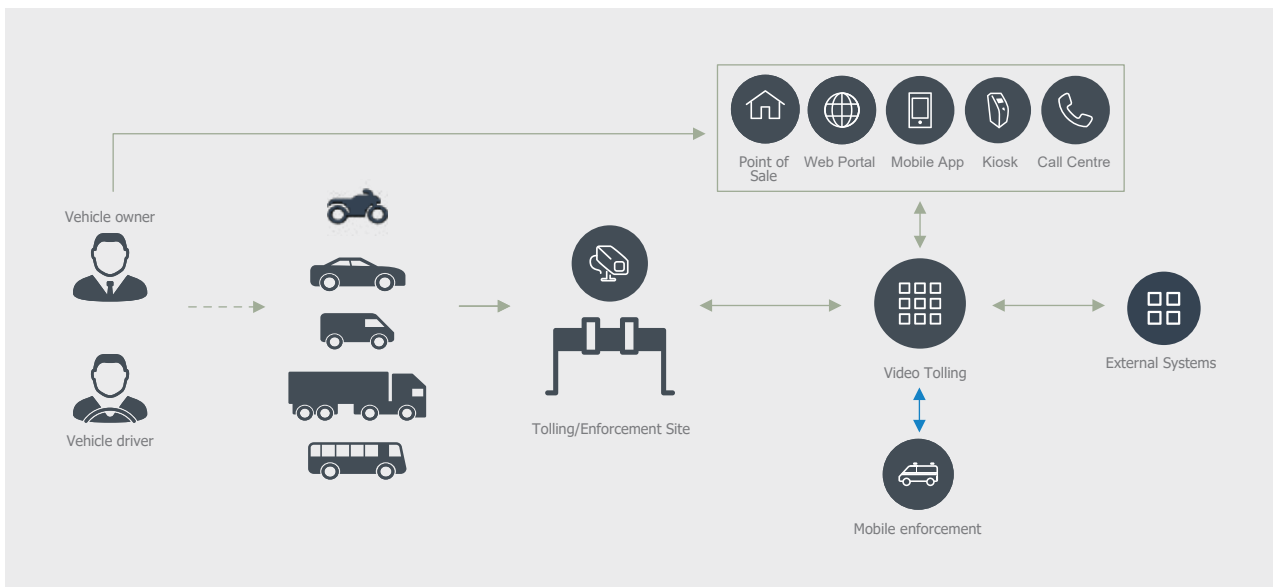 Point of
Sale
Web Portal
Mobile App
Kiosk
Call Centre
Vehicle owner
Vehicle driver
Tolling/Enforcement Site
Video Tolling
External Systems
Mobile enforcement